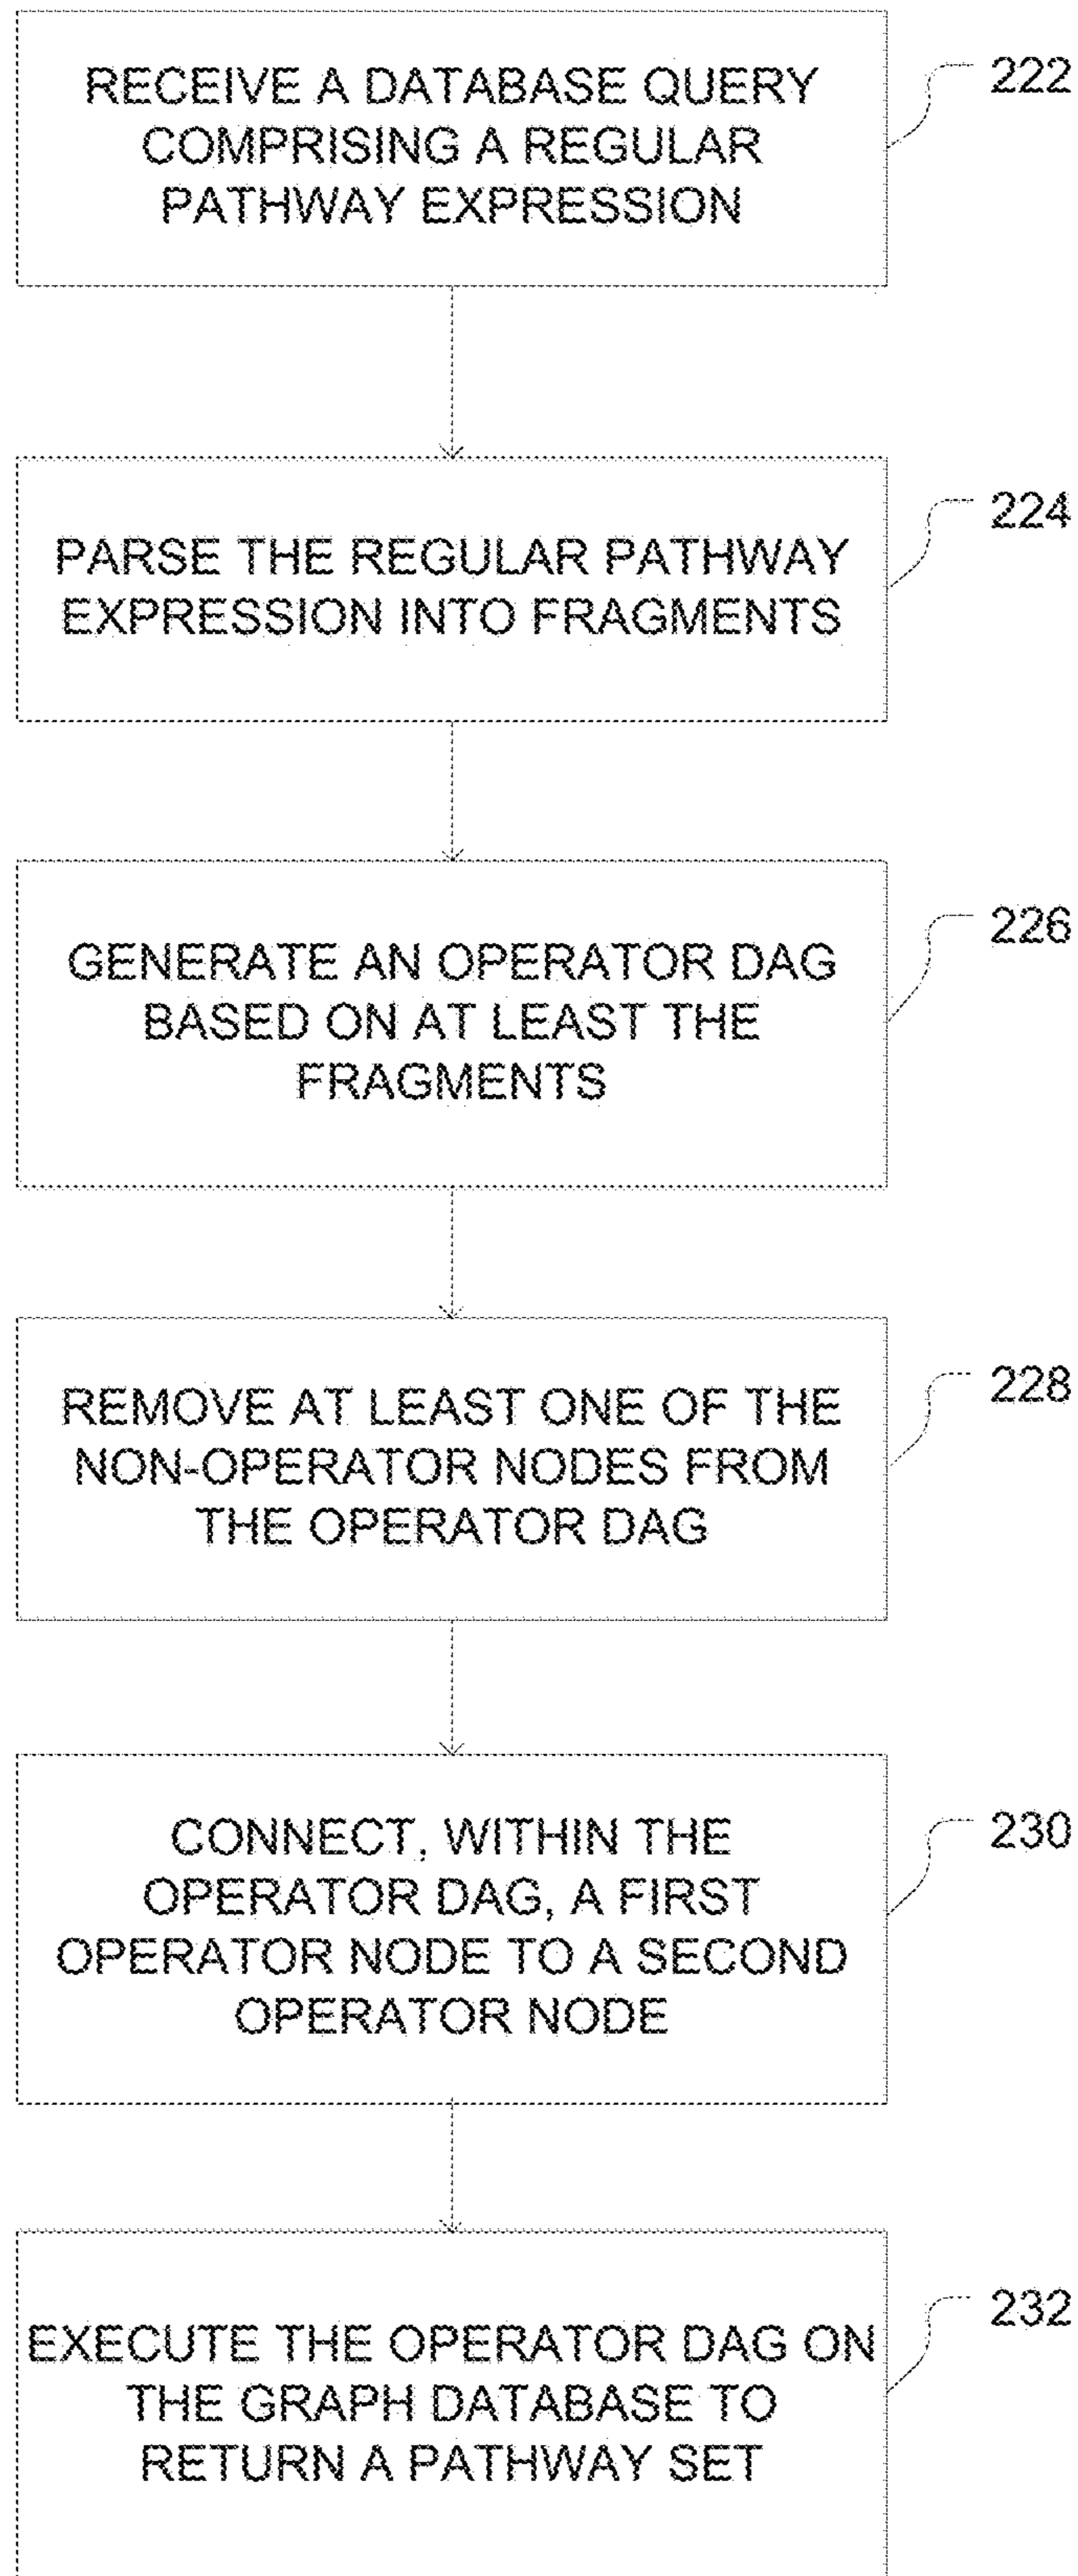 RECEIVE A DATABASE QUERY
COMPRISING A REGULAR
PATHWAY EXPRESSION
222
PARSE THE REGULAR PATHWAY
EXPRESSION INTO FRAGMENTS
224
GENERATE AN OPERATOR DAG
BASED ON AT LEAST THE
FRAGMENTS
226
REMOVE AT LEAST ONE OF THE
NON-OPERATOR NODES FROM
THE OPERATOR DAG
228
CONNECT, WITHIN THE
OPERATOR DAG, A FIRST
OPERATOR NODE TO A SECOND
OPERATOR NODE
230
EXECUTE THE OPERATOR DAG ON
THE GRAPH DATABASE TO
RETURN A PATHWAY SET
232